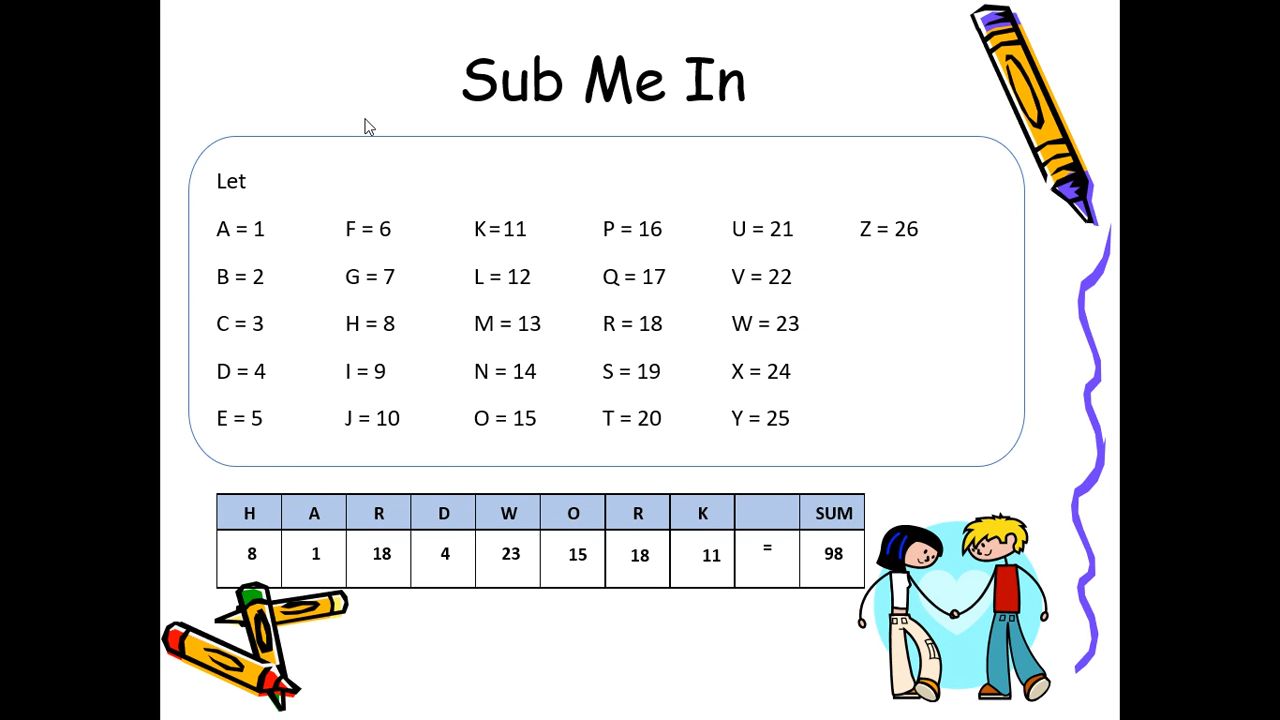 Sub Me In
Let
A = 1 F = 6 K=11 P = 16 U = 21 Z = 26
B = 2 G = 7 L = 12 Q = 17 V = 22
C = 3 H = 8 M = 13 R = 18 W = 23
D = 4 I = 9 N = 14 S = 19 X = 24
E = 5 J = 10 O = 15 T = 20 Y = 25
H A R D W O R K SUM
8 1 18 4 23 15 18 11 = 98